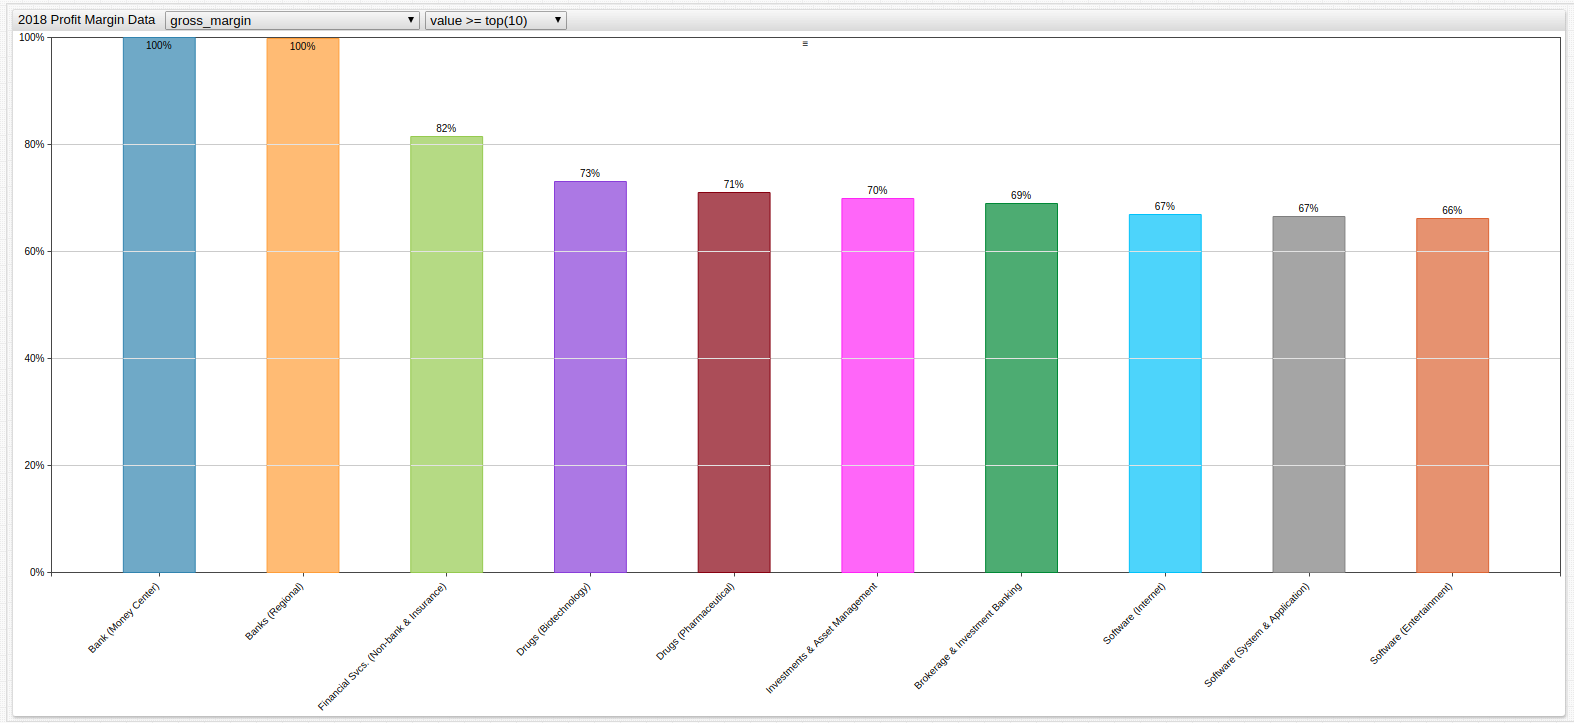 2018 Profit Margin Data gross_margin ▼ value >= top(10) ▼
100%
80%
60%
40%
20%
0%
100%
100%
82%
73%
71%
70%
69%
67%
67%
66%
Bank (Money Center)
Banks (Regional)
Financial Svcs. (Non-bank & Insurance)
Drugs (Biotechnology)
Drugs (Pharmaceutical)
Investments & Asset Management
Brokerage & Investment Banking
Software (Internet)
Software (System & Application)
Software (Entertainment)